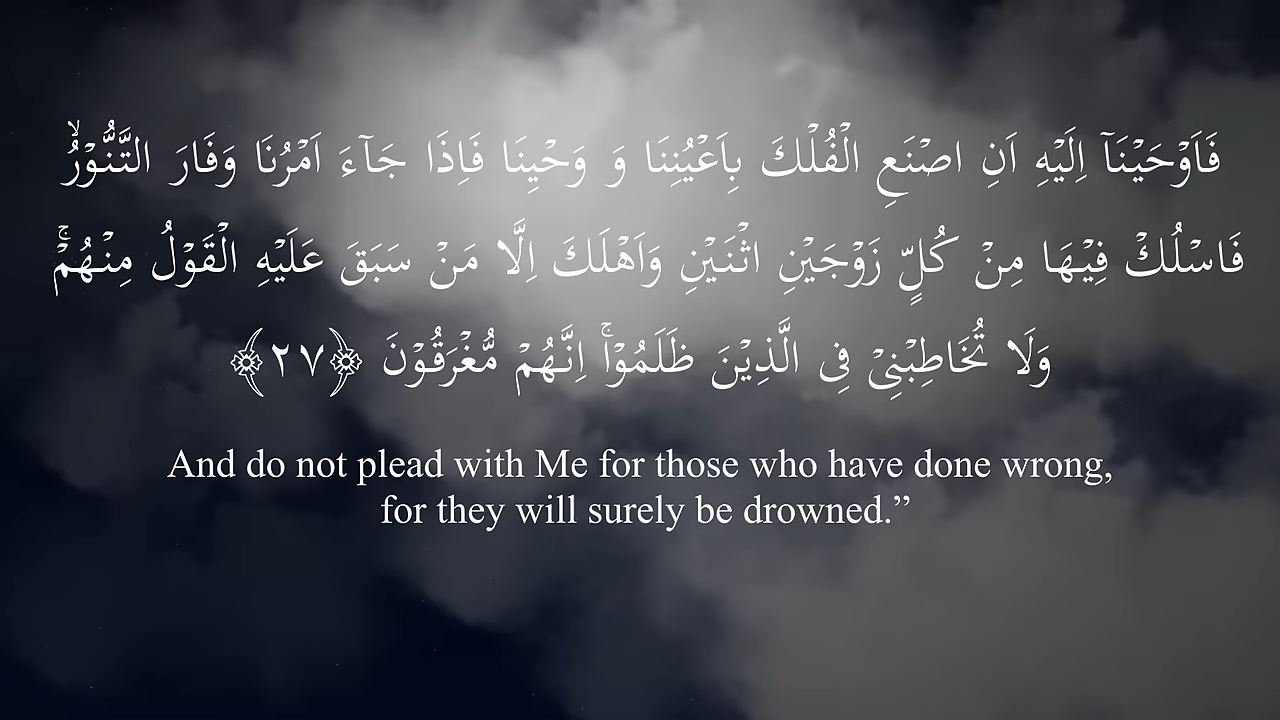 فَاَوْحَيْنَاۤ اِلَيْهِ اَنِ اصْنَعِ الْفُلْكَ بِاَعْيُنِنَا وَ وَحْيِنَا فَاِذَا جَآءَ اَمْرُنَا وَفَارَ التَّنُّوْرُۙ
فَاسْلُكْ فِيْهَا مِنْ كُلٍّ زَوْجَيْنِ اثْنَيْنِ وَاَهْلَكَ اِلَّا مَنْ سَبَقَ عَلَيْهِ الْقَوْلُ مِنْهُمْۚ
وَلَا تُخَاطِبْنِیْ فِی الَّذِيْنَ ظَلَمُوْاۚ اِنَّهُمْ مُّغْرَقُوْنَ ﴿٢٧﴾
And do not plead with Me for those who have done wrong,
for they will surely be drowned.”